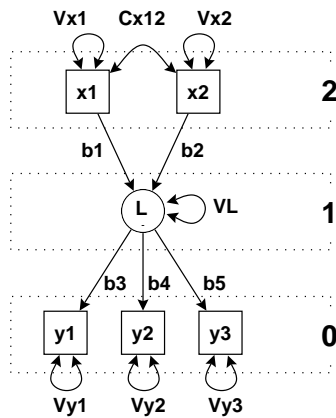 Vx1 Cx12 Vx2
x1 x2 2
b1 b2
L VL 1
b3 b4 b5
y1 y2 y3 0
Vy1 Vy2 Vy3